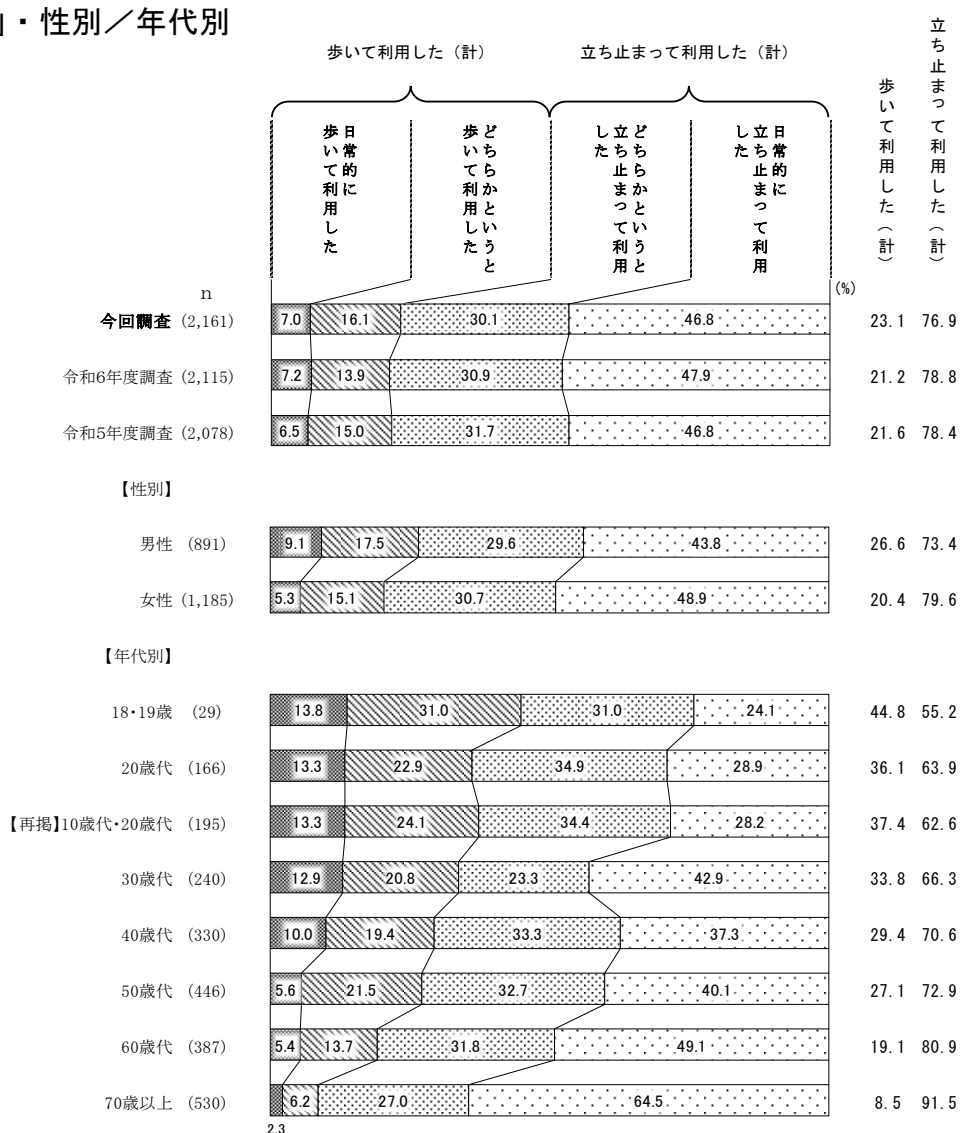 ・性別／年代別
歩いて利用した（計）
立ち止まって利用した（計）
日常的に
歩いて利用した
どちらかというと
歩いて利用した
どちらかというと
立ち止まって利用
した
日常的に
立ち止まって利用
した
歩いて利用した（計）
立ち止まって利用した（計）
(%)
n
今回調査 (2,161) 7.0 16.1 30.1 46.8 23.1 76.9
令和6年度調査 (2,115) 7.2 13.9 30.9 47.9 21.2 78.8
令和5年度調査 (2,078) 6.5 15.0 31.7 46.8 21.6 78.4
【性別】
男性 (891) 9.1 17.5 29.6 43.8 26.6 73.4
女性 (1,185) 5.3 15.1 30.7 48.9 20.4 79.6
【年代別】
18・19歳 (29) 13.8 31.0 31.0 24.1 44.8 55.2
20歳代 (166) 13.3 22.9 34.9 28.9 36.1 63.9
【再掲】10歳代・20歳代 (195) 13.3 24.1 34.4 28.2 37.4 62.6
30歳代 (240) 12.9 20.8 23.3 42.9 33.8 66.3
40歳代 (330) 10.0 19.4 33.3 37.3 29.4 70.6
50歳代 (446) 5.6 21.5 32.7 40.1 27.1 72.9
60歳代 (387) 5.4 13.7 31.8 49.1 19.1 80.9
70歳以上 (530) 6.2 27.0 64.5 8.5 91.5
2.3